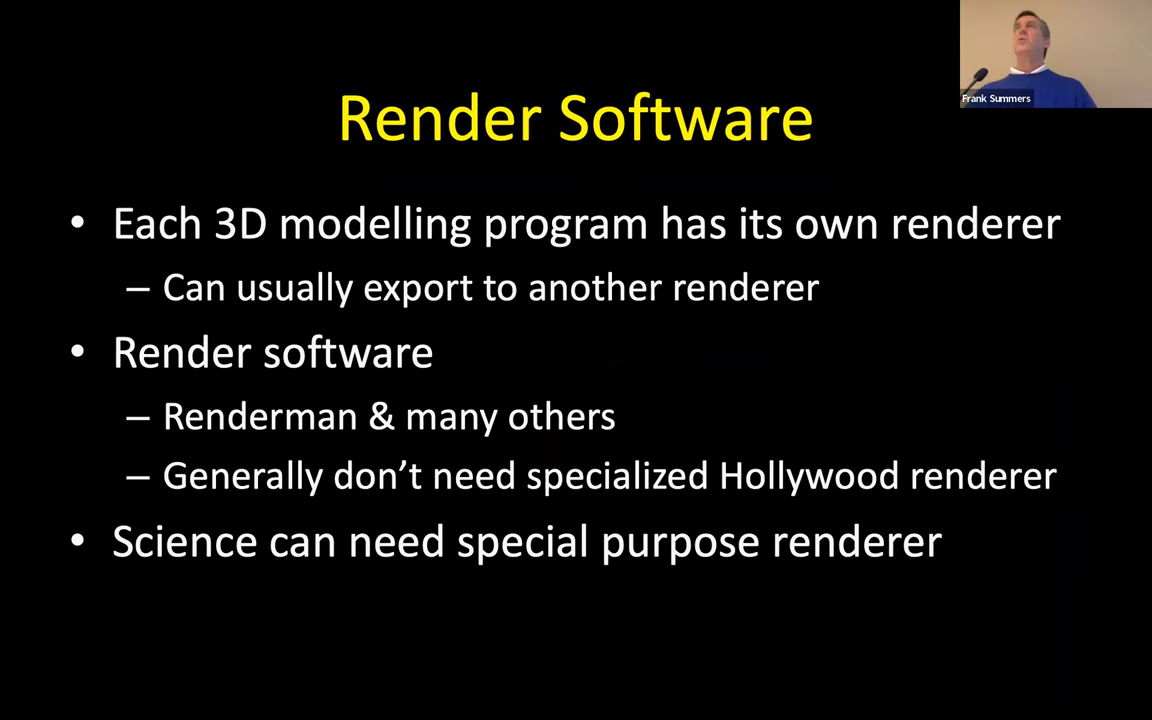 Frank Summers
Render Software
• Each 3D modelling program has its own renderer
– Can usually export to another renderer
• Render software
– Renderman & many others
– Generally don’t need specialized Hollywood renderer
• Science can need special purpose renderer